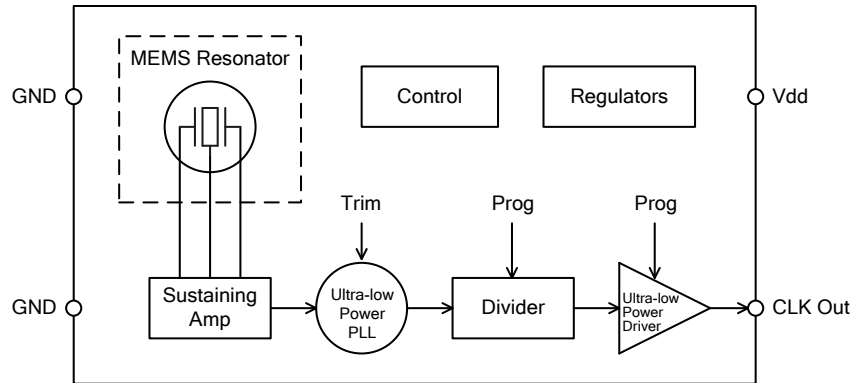 MEMS Resonator
GND
Control
Regulators
Vdd
Trim
Prog
Prog
GND
Sustaining
Amp
Ultra-low
Power
PLL
Divider
Ultra-low
Power
Driver
CLK Out